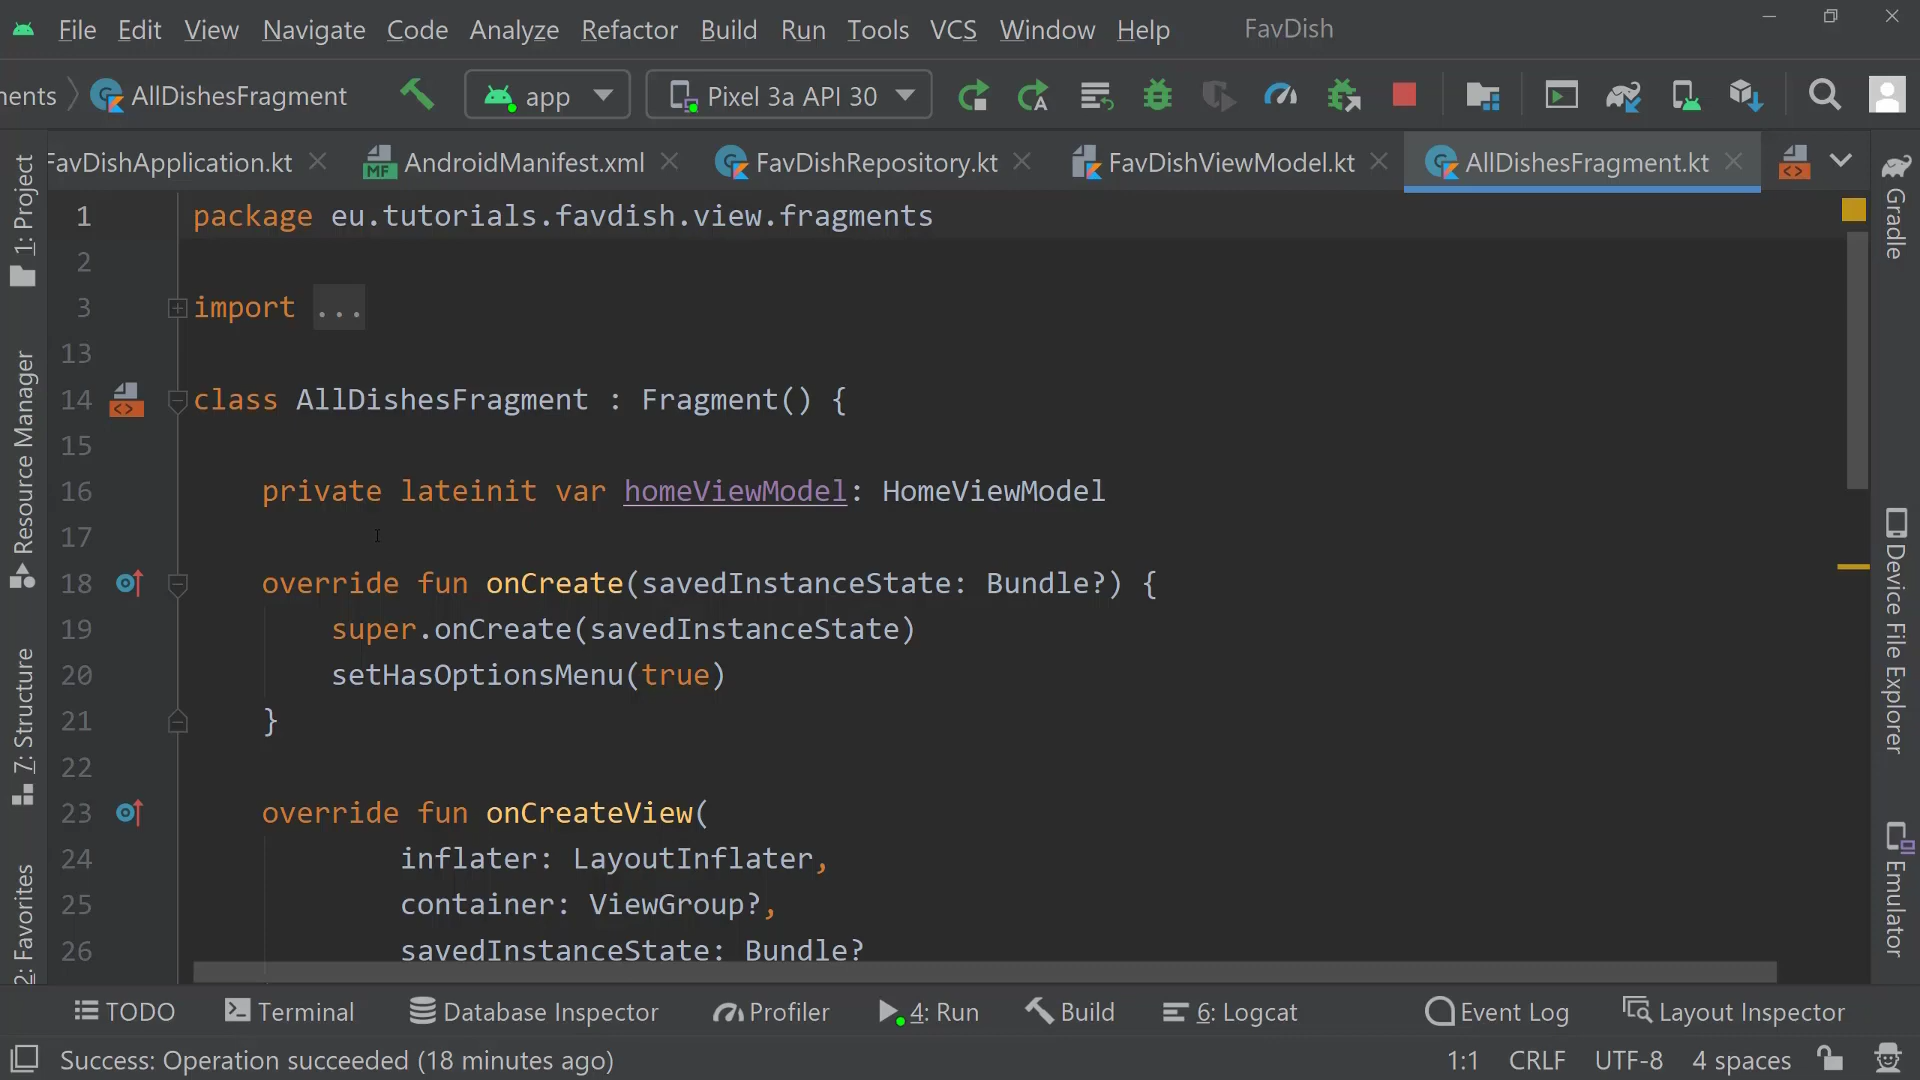 File Edit View Navigate Code Analyze Refactor Build Run Tools VCS Window Help FavDish
nents AllDishesFragment app Pixel 3a API 30
FavDishApplication.kt AndroidManifest.xml FavDishRepository.kt FavDishViewModel.kt AllDishesFragment.kt
1: Project
Resource Manager
7: Structure
2: Favorites
1 package eu.tutorials.favdish.view.fragments
2
3 import ...
13
14 class AllDishesFragment : Fragment() {
15
16 private lateinit var homeViewModel: HomeViewModel
17
18 override fun onCreate(savedInstanceState: Bundle?) {
19 super.onCreate(savedInstanceState)
20 setHasOptionsMenu(true)
21 }
22
23 override fun onCreateView(
24 inflater: LayoutInflater,
25 container: ViewGroup?,
26 savedInstanceState: Bundle?
Gradle
Device File Explorer
Emulator
TODO Terminal Database Inspector Profiler 4: Run Build 6: Logcat Event Log Layout Inspector
Success: Operation succeeded (18 minutes ago) 1:1 CRLF UTF-8 4 spaces